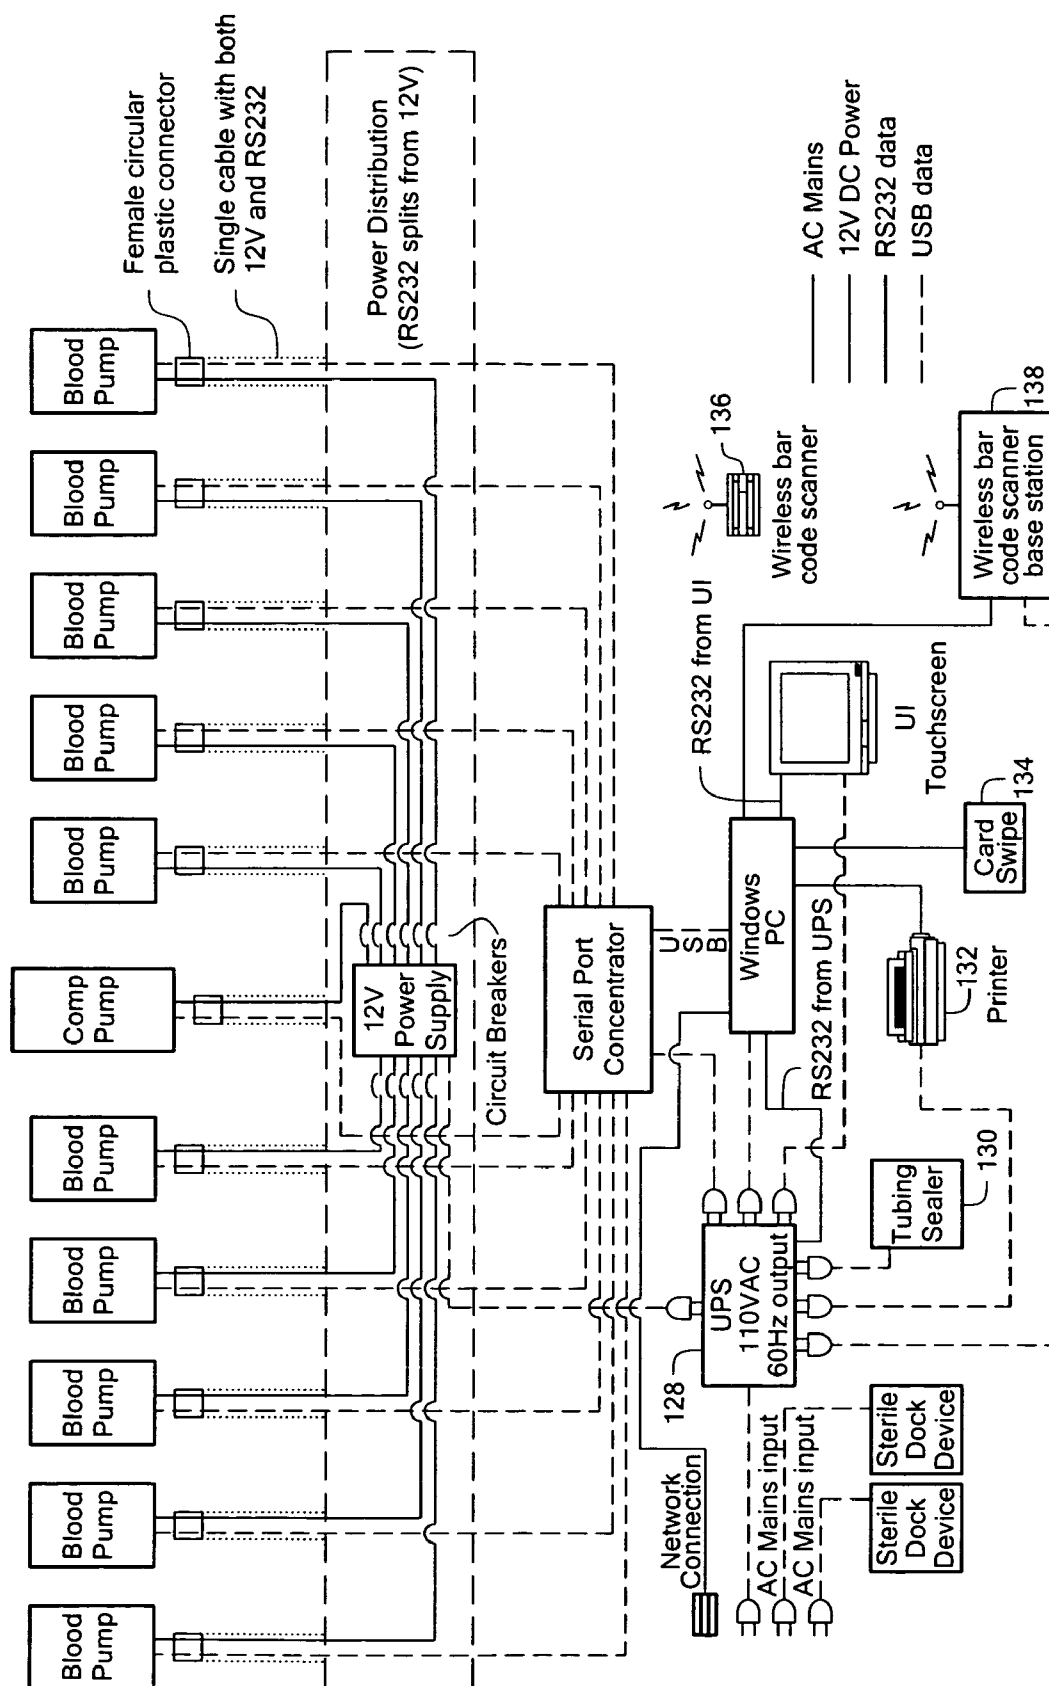 Blood
Pump
Blood
Pump
Blood
Pump
Blood
Pump
Blood
Pump
Comp
Pump
Blood
Pump
Blood
Pump
Blood
Pump
Blood
Pump
Blood
Pump
Female circular
plastic connector
Single cable with both
12V and RS232
Power Distribution
(RS232 splits from 12V)
12V
Power
Supply
Circuit Breakers
Serial Port
Concentrator
USB
Windows
PC
RS232 from UI
RS232 from UPS
UI
Touchscreen
136
Wireless bar
code scanner
AC Mains
12V DC Power
RS232 data
USB data
138
Wireless bar
code scanner
base station
134
Card
Swipe
132
Printer
130
Tubing
Sealer
128
UPS
110VAC
60Hz output
Network
Connection
AC Mains input
AC Mains input
Sterile
Dock
Device
Sterile
Dock
Device